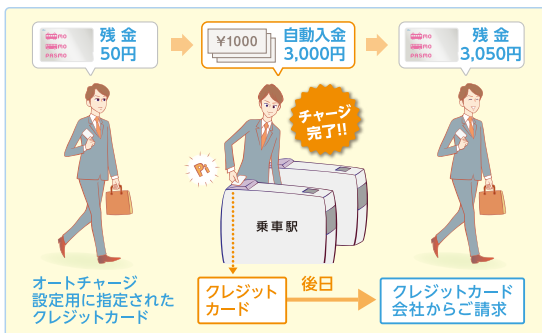 PASMO
残 金
50円
¥1000
自動入金
3,000円
PASMO
残 金
3,050円
チャージ
完了!!
ピッ
乗車駅
オートチャージ
設定用に指定された
クレジットカード
クレジット
カード
後日
クレジットカード
会社からご請求